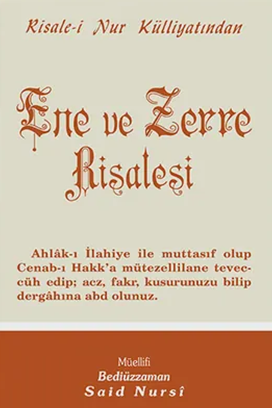 Risale-i Nur Külliyatından
Ene ve Zerre
Risalesi
Ahlâk-ı İlahiye ile muttasıf olup
Cenab-ı Hakk'a mütezellilane tevec-
cüh edip; acz, fakr, kusurunuzu bilip
dergâhına abd olunuz.
Müellifi
Bediüzzaman
Said Nursî